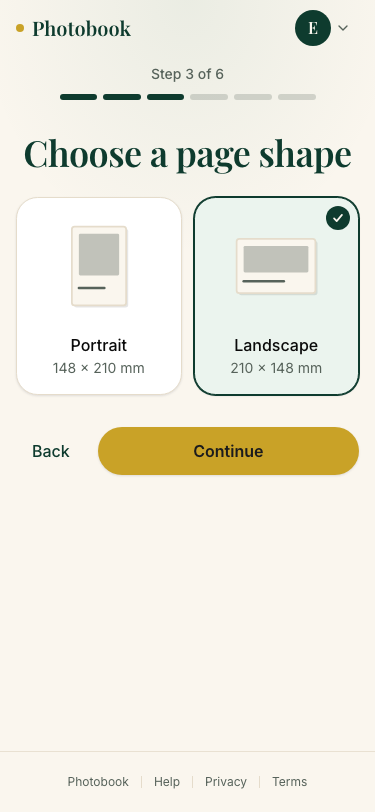 Photobook
E
Step 3 of 6
Choose a page shape
Portrait
148 × 210 mm
Landscape
210 × 148 mm
Back
Continue
Photobook
Help
Privacy
Terms